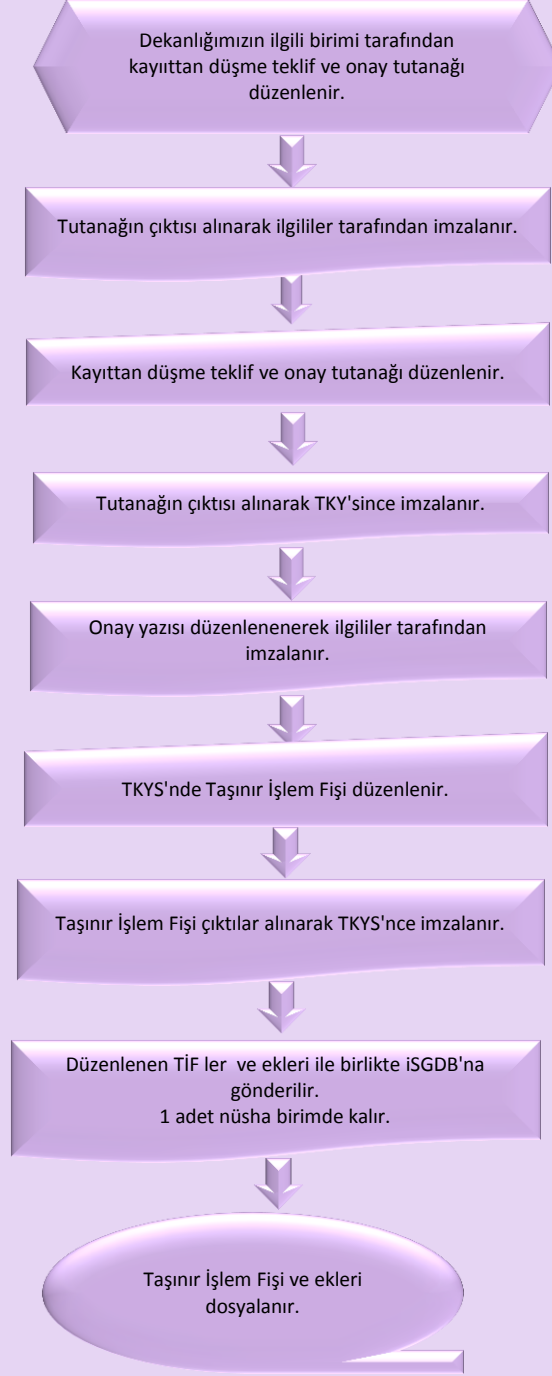 Dekanlığımızın ilgili birimi tarafından
kayııttan düşme teklif ve onay tutanağı
düzenlenir.
Tutanağın çıktısı alınarak ilgililer tarafından imzalanır.
Kayıttan düşme teklif ve onay tutanağı düzenlenir.
Tutanağın çıktısı alınarak TKY'since imzalanır.
Onay yazısı düzenlenenerek ilgililer tarafından
imzalanır.
TKYS'nde Taşınır İşlem Fişi düzenlenir.
Taşınır İşlem Fişi çıktılar alınarak TKYS'nce imzalanır.
Düzenlenen TİF ler  ve ekleri ile birlikte iSGDB'na
gönderilir.
1 adet nüsha birimde kalır.
Taşınır İşlem Fişi ve ekleri
dosyalanır.